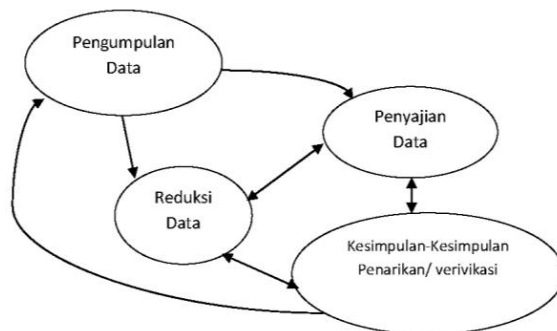 Pengumpulan
Data
Penyajian
Data
Reduksi
Data
Kesimpulan-Kesimpulan
Penarikan/ verivikasi